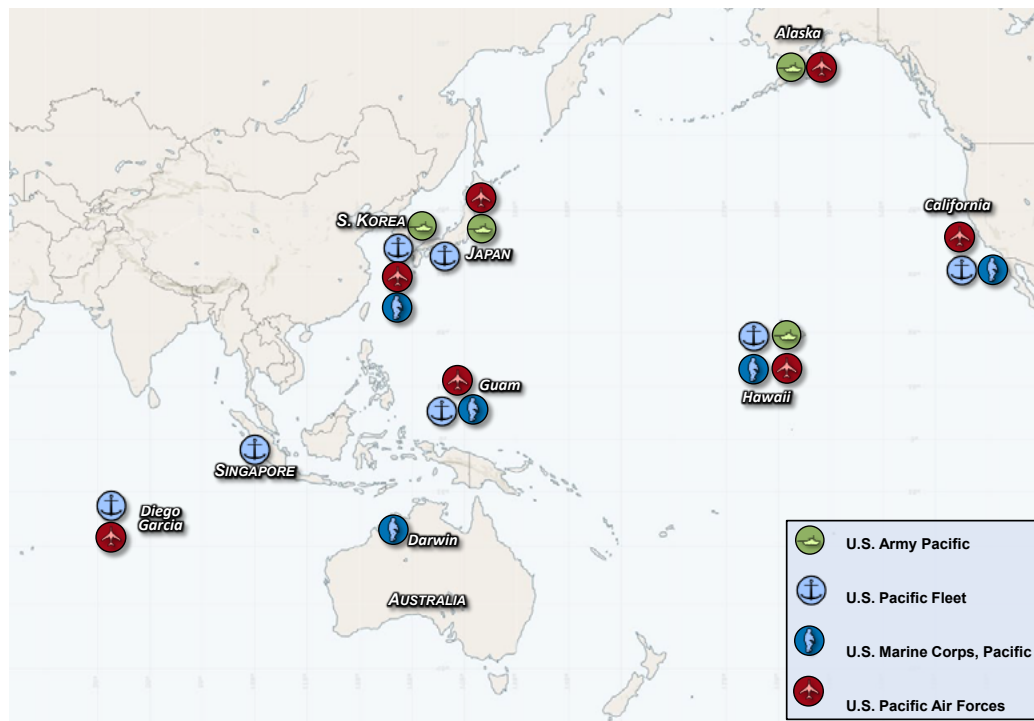 Alaska
California
S. KOREA
JAPAN
Guam
Hawaii
SINGAPORE
Diego
Garcia
Darwin
AUSTRALIA
U.S. Army Pacific
U.S. Pacific Fleet
U.S. Marine Corps, Pacific
U.S. Pacific Air Forces